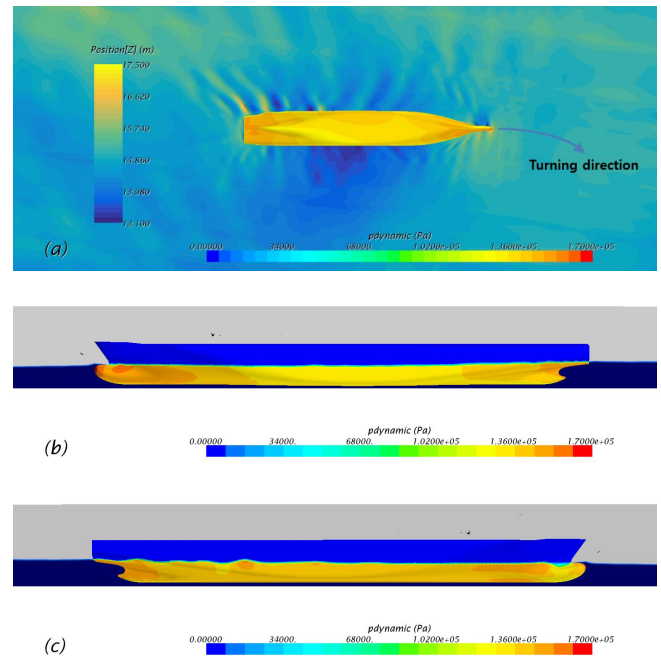 Position[Z] (m)
17.500
16.620
15.740
14.860
13.980
13.100
Turning direction
(a)
pdynamic (Pa)
0.00000 34000. 68000. 1.0200e+05 1.3600e+05 1.7000e+05
(b)
pdynamic (Pa)
0.00000 34000. 68000. 1.0200e+05 1.3600e+05 1.7000e+05
(c)
pdynamic (Pa)
0.00000 34000. 68000. 1.0200e+05 1.3600e+05 1.7000e+05